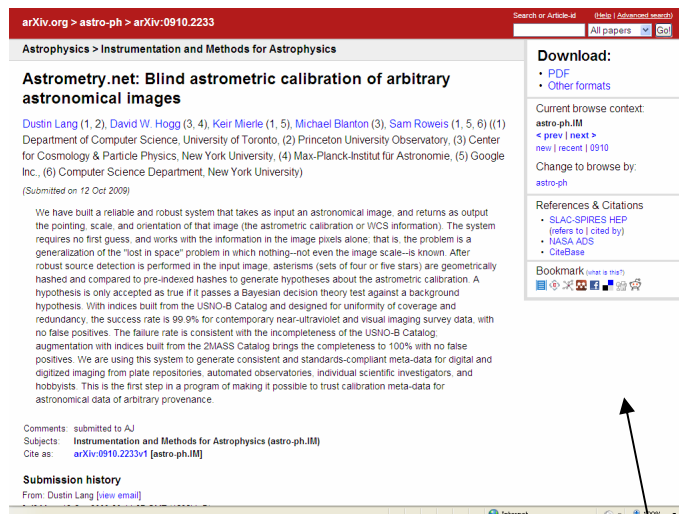 arXiv.org > astro-ph > arXiv:0910.2233
Search or Article-id (Help | Advanced search)
All papers Go!
Astrophysics > Instrumentation and Methods for Astrophysics
Astrometry.net: Blind astrometric calibration of arbitrary
astronomical images
Dustin Lang (1, 2), David W. Hogg (3, 4), Keir Mierle (1, 5), Michael Blanton (3), Sam Roweis (1, 5, 6) ((1)
Department of Computer Science, University of Toronto, (2) Princeton University Observatory, (3) Center
for Cosmology & Particle Physics, New York University, (4) Max-Planck-Institut für Astronomie, (5) Google
Inc., (6) Computer Science Department, New York University)
(Submitted on 12 Oct 2009)
We have built a reliable and robust system that takes as input an astronomical image, and returns as output
the pointing, scale, and orientation of that image (the astrometric calibration or WCS information). The system
requires no first guess, and works with the information in the image pixels alone; that is, the problem is a
generalization of the "lost in space" problem in which nothing--not even the image scale--is known. After
robust source detection is performed in the input image, asterisms (sets of four or five stars) are geometrically
hashed and compared to pre-indexed hashes to generate hypotheses about the astrometric calibration. A
hypothesis is only accepted as true if it passes a Bayesian decision theory test against a background
hypothesis. With indices built from the USNO-B Catalog and designed for uniformity of coverage and
redundancy, the success rate is 99.9% for contemporary near-ultraviolet and visual imaging survey data, with
no false positives. The failure rate is consistent with the incompleteness of the USNO-B Catalog;
augmentation with indices built from the 2MASS Catalog brings the completeness to 100% with no false
positives. We are using this system to generate consistent and standards-compliant meta-data for digital and
digitized imaging from plate repositories, automated observatories, individual scientific investigators, and
hobbyists. This is the first step in a program of making it possible to trust calibration meta-data for
astronomical data of arbitrary provenance.
Comments: submitted to AJ
Subjects: Instrumentation and Methods for Astrophysics (astro-ph.IM)
Cite as: arXiv:0910.2233v1 [astro-ph.IM]
Submission history
From: Dustin Lang [view email]
Download:
• PDF
• Other formats
Current browse context:
astro-ph.IM
< prev | next >
new | recent | 0910
Change to browse by:
astro-ph
References & Citations
• SLAC-SPIRES HEP
(refers to | cited by)
• NASA ADS
• CiteBase
Bookmark (what is this?)